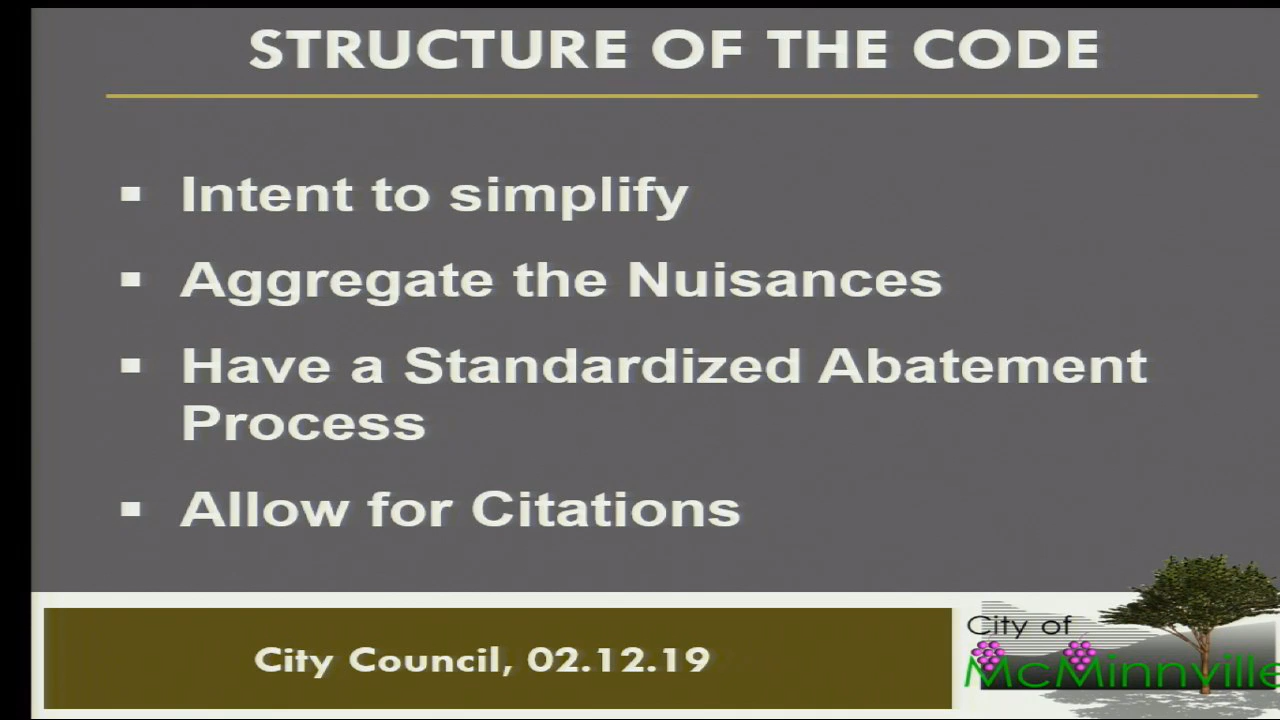 STRUCTURE OF THE CODE
Intent to simplify
Aggregate the Nuisances
Have a Standardized Abatement
Process
Allow for Citations
City Council, 02.12.19
City of
McMinnville